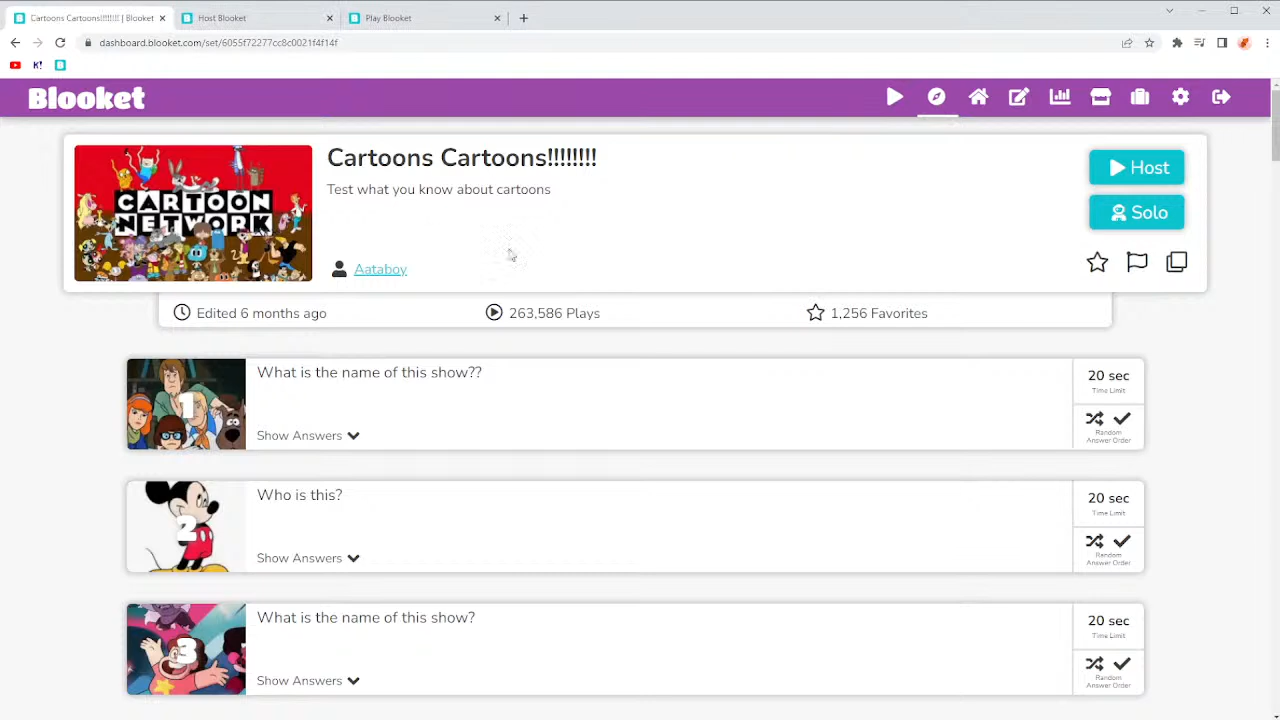 Cartoons Cartoons!!!!!!!! | Blooket
Host Blooket
Play Blooket
dashboard.blooket.com/set/6055f72277cc8c0021f4f14f
K!
Blooket
CARTOON
NETWORK
Cartoons Cartoons!!!!!!!!
Test what you know about cartoons
Aataboy
Host
Solo
Edited 6 months ago
263,586 Plays
1,256 Favorites
1
What is the name of this show??
Show Answers
20 sec
Time Limit
Random
Answer Order
2
Who is this?
Show Answers
20 sec
Time Limit
Random
Answer Order
3
What is the name of this show?
Show Answers
20 sec
Time Limit
Random
Answer Order